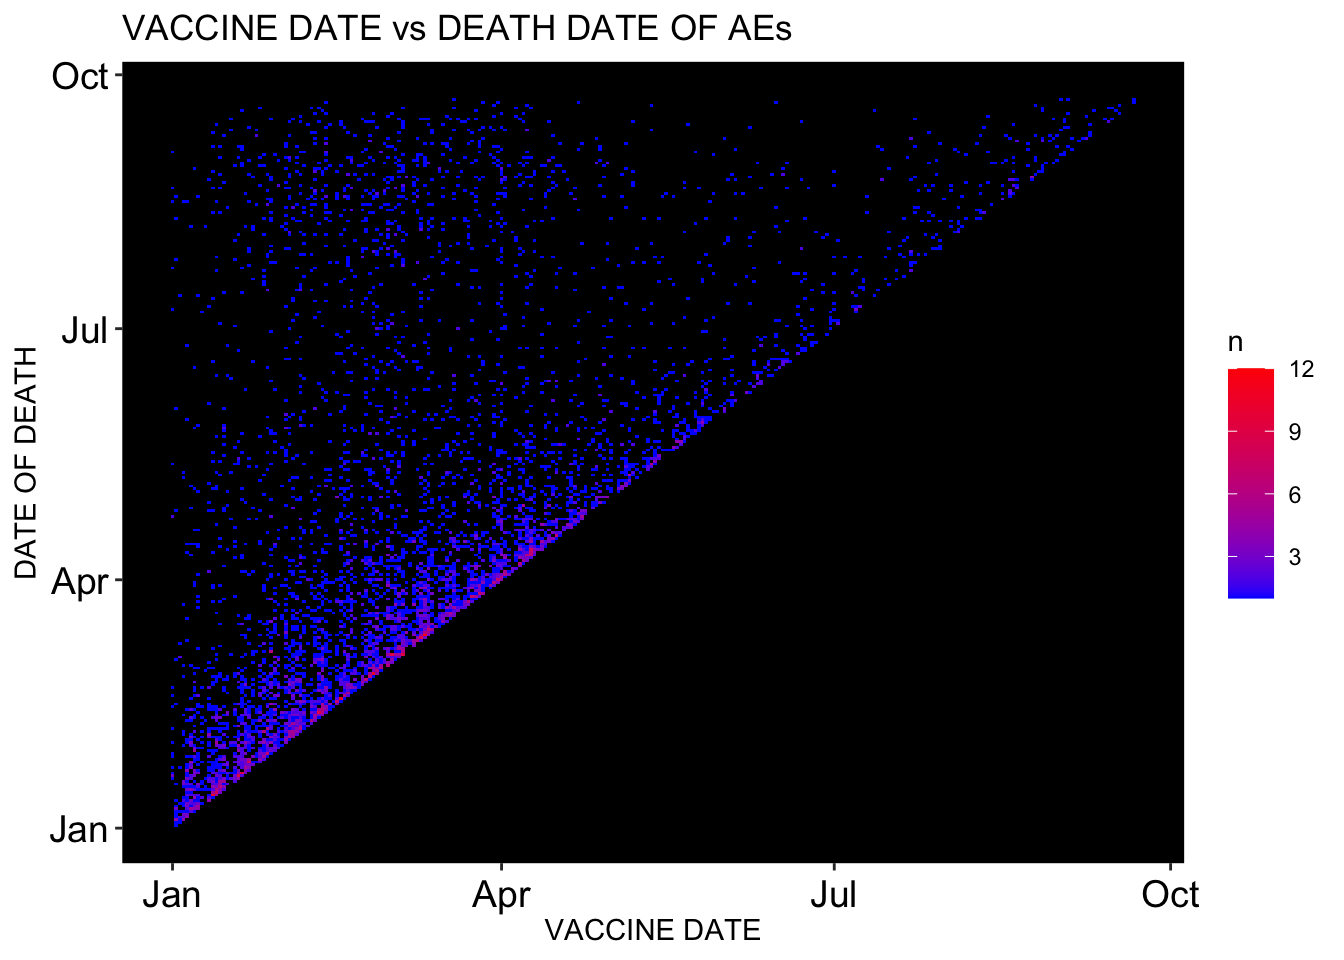 VACCINE DATE vs DEATH DATE OF AEs
Oct
Jul
Apr
Jan
DATE OF DEATH
Jan
Apr
Jul
Oct
VACCINE DATE
n
12
9
6
3